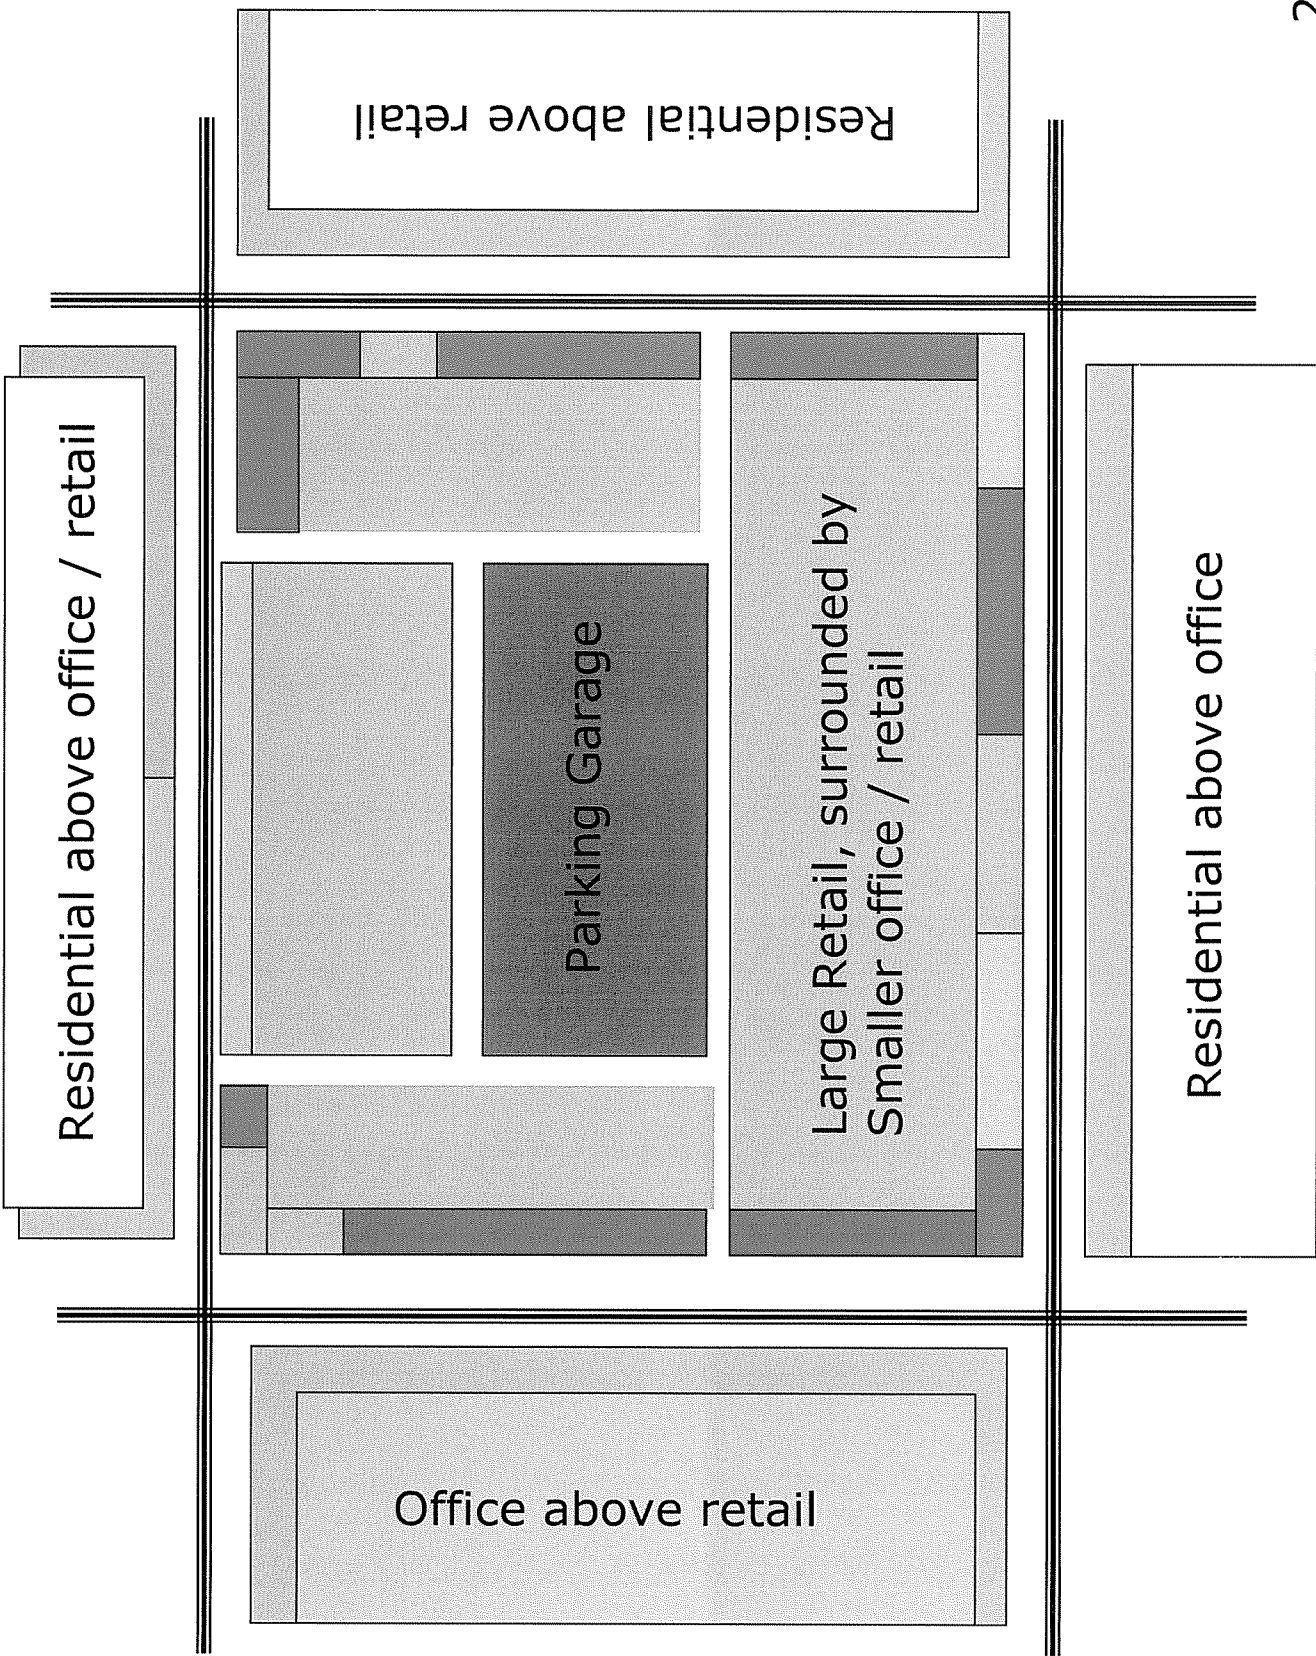 Residential above retail
Residential above office / retail
Parking Garage
Large Retail, surrounded by
Smaller office / retail
Residential above office
Office above retail
2